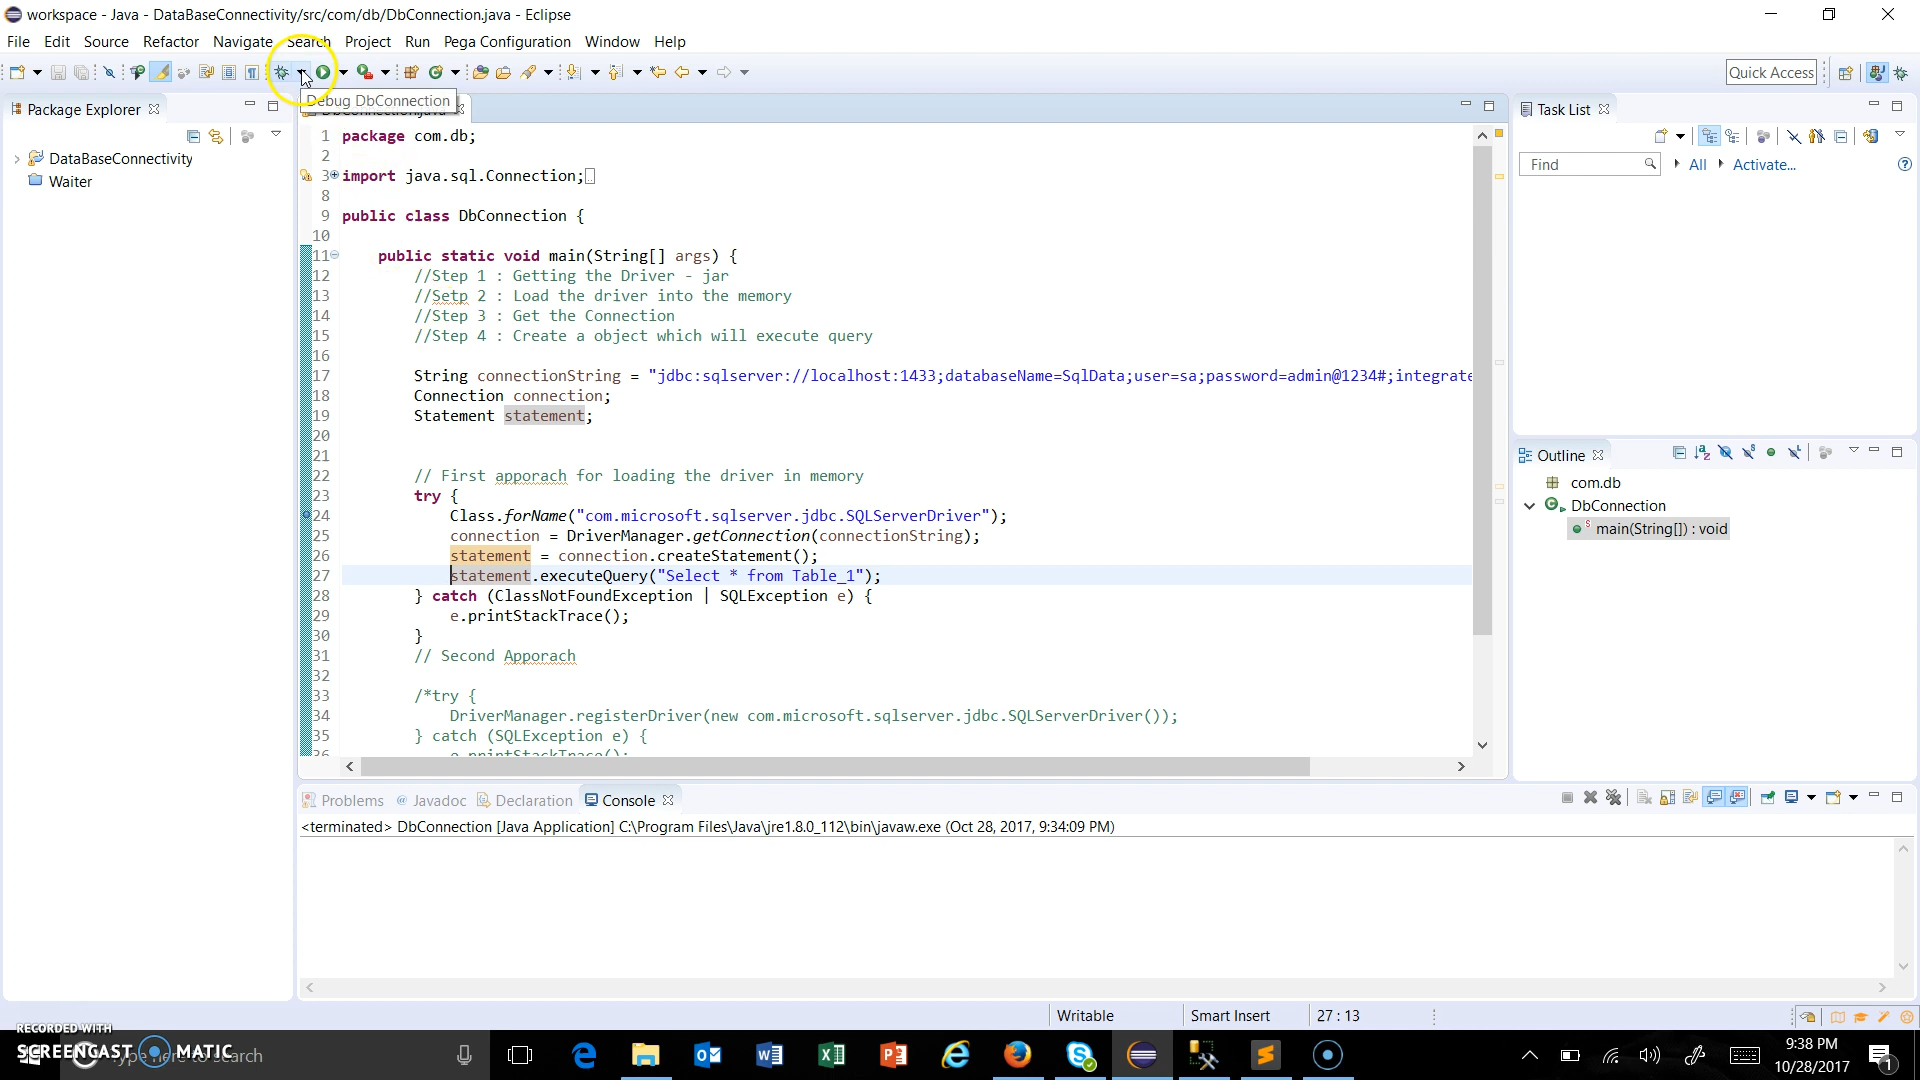 workspace - Java - DataBaseConnectivity/src/com/db/DbConnection.java - Eclipse
File Edit Source Refactor Navigate Search Project Run Pega Configuration Window Help
Quick Access
Package Explorer
Debug DbConnection
Task List
DataBaseConnectivity
Waiter
Find
All
Activate...
1 package com.db;
2
3 import java.sql.Connection;
8
9 public class DbConnection {
10
11 public static void main(String[] args) {
12 //Step 1 : Getting the Driver - jar
13 //Setp 2 : Load the driver into the memory
14 //Step 3 : Get the Connection
15 //Step 4 : Create a object which will execute query
16
17 String connectionString = "jdbc:sqlserver://localhost:1433;databaseName=SqlData;user=sa;password=admin@1234#;integrate
18 Connection connection;
19 Statement statement;
20
21
22 // First apporach for loading the driver in memory
23 try {
24 Class.forName("com.microsoft.sqlserver.jdbc.SQLServerDriver");
25 connection = DriverManager.getConnection(connectionString);
26 statement = connection.createStatement();
27 statement.executeQuery("Select * from Table_1");
28 } catch (ClassNotFoundException | SQLException e) {
29 e.printStackTrace();
30 }
31 // Second Apporach
32
33 /*try {
34 DriverManager.registerDriver(new com.microsoft.sqlserver.jdbc.SQLServerDriver());
35 } catch (SQLException e) {
36 e.printStackTrace();
Outline
com.db
DbConnection
main(String[]) : void
Problems Javadoc Declaration Console
<terminated> DbConnection [Java Application] C:\Program Files\Java\jre1.8.0_112\bin\javaw.exe (Oct 28, 2017, 9:34:09 PM)
Writable
Smart Insert
27 : 13
RECORDED WITH
SCREENCAST MATIC
Type here to search
9:38 PM
10/28/2017
1